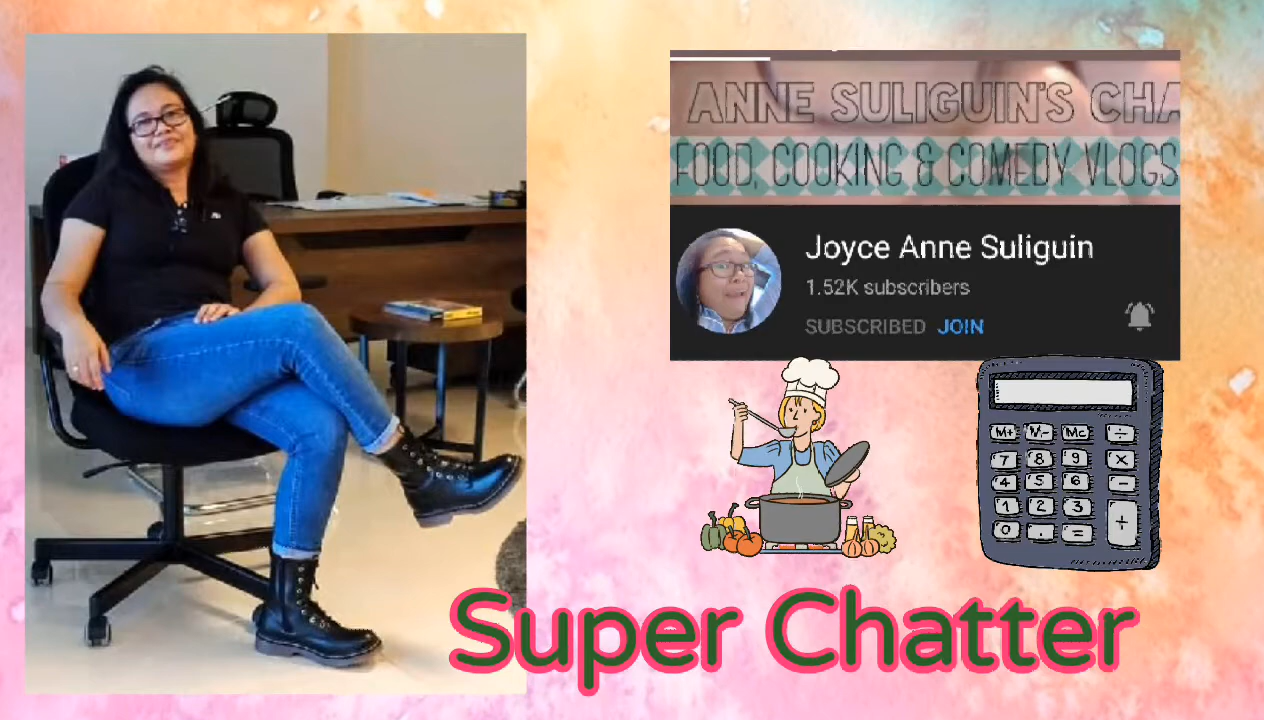 ANNE SULIGUIN'S CHA
FOOD, COOKING & COMEDY VLOGS
Joyce Anne Suliguin
1.52K subscribers
SUBSCRIBED JOIN
M+ M- Mc ÷
7 8 9 x
4 5 6 -
1 2 3 +
0 . =
Super Chatter